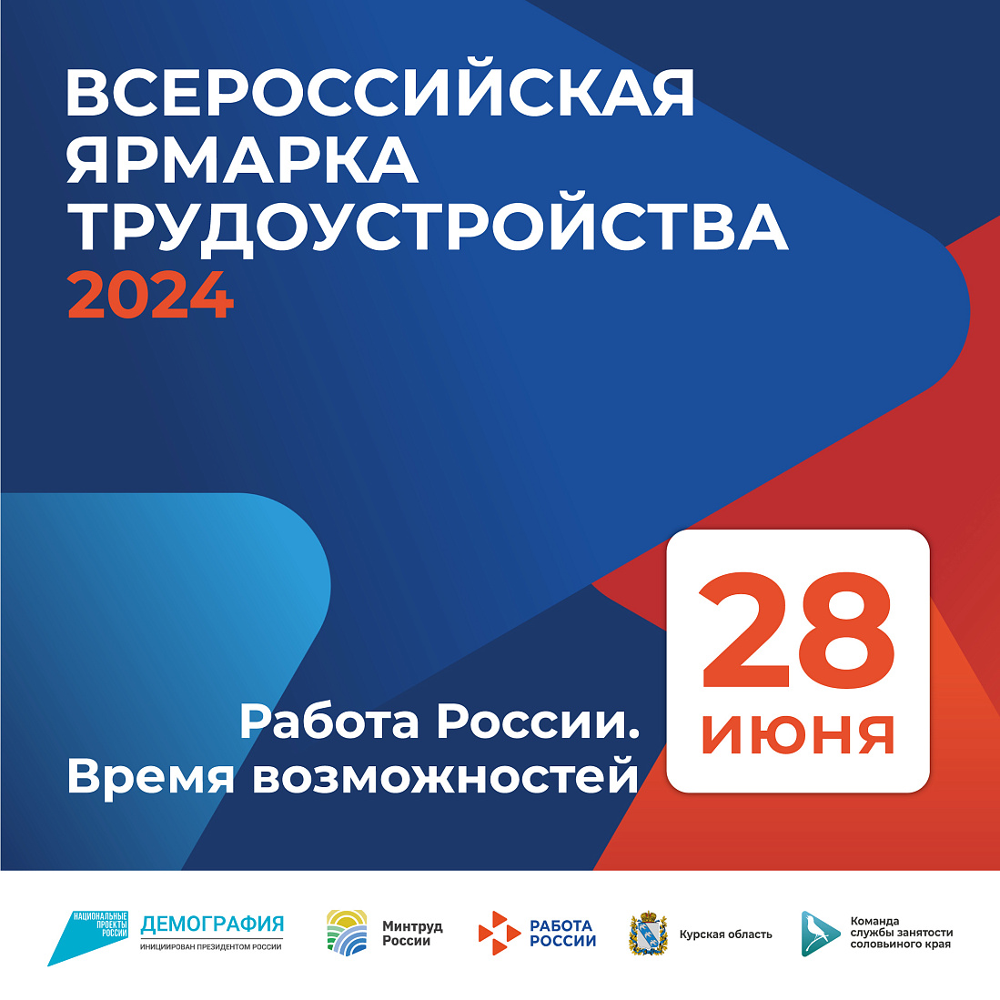 ВСЕРОССИЙСКАЯ
ЯРМАРКА
ТРУДОУСТРОЙСТВА
2024
28
ИЮНЯ
Работа России.
Время возможностей
НАЦИОНАЛЬНЫЕ
ПРОЕКТЫ
РОССИИ
ДЕМОГРАФИЯ
ИНИЦИИРОВАН ПРЕЗИДЕНТОМ РОССИИ
Минтруд
России
РАБОТА
РОССИИ
Курская область
Команда
службы занятости
соловьиного края